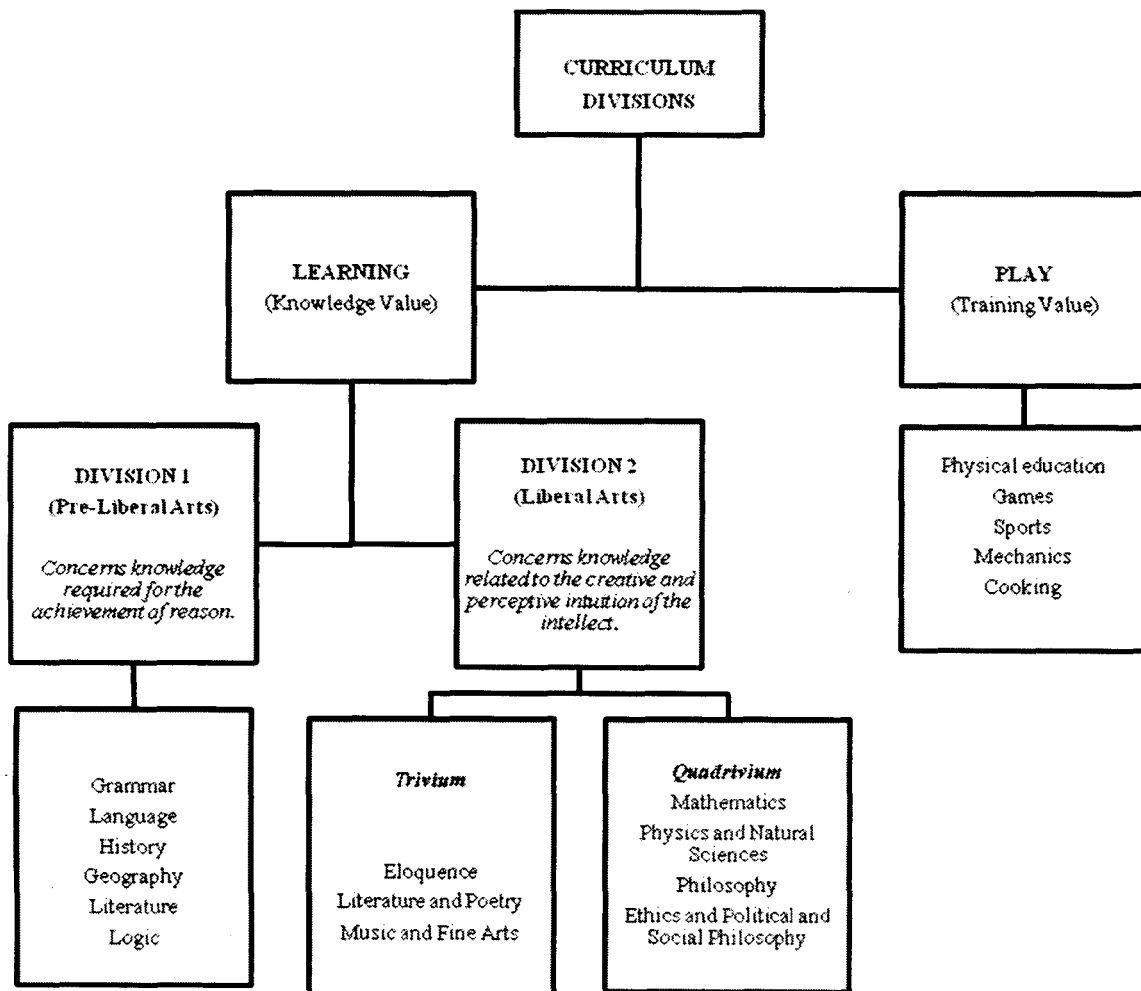 CURRICULUM
DIVISIONS
LEARNING
(Knowledge Value)
PLAY
(Training Value)
DIVISION 1
(Pre-Liberal Arts)
Concerns knowledge
required for the
achievement of reason.
DIVISION 2
(Liberal Arts)
Concerns knowledge
related to the creative and
perceptive intuition of the
intellect.
Physical education
Games
Sports
Mechanics
Cooking
Grammar
Language
History
Geography
Literature
Logic
Trivium
Eloquence
Literature and Poetry
Music and Fine Arts
Quadrivium
Mathematics
Physics and Natural
Sciences
Philosophy
Ethics and Political and
Social Philosophy